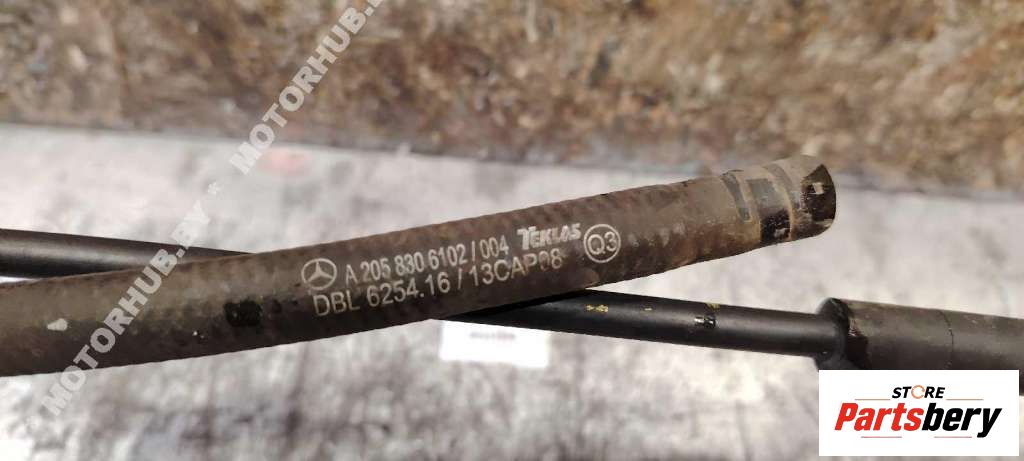 MOTORHUB.BY * MOTORHUB.BY
A 205 830 6102 / 004 TEKLAS Q3
DBL 6254.16 / 13CAP08
STORE
Partsbery